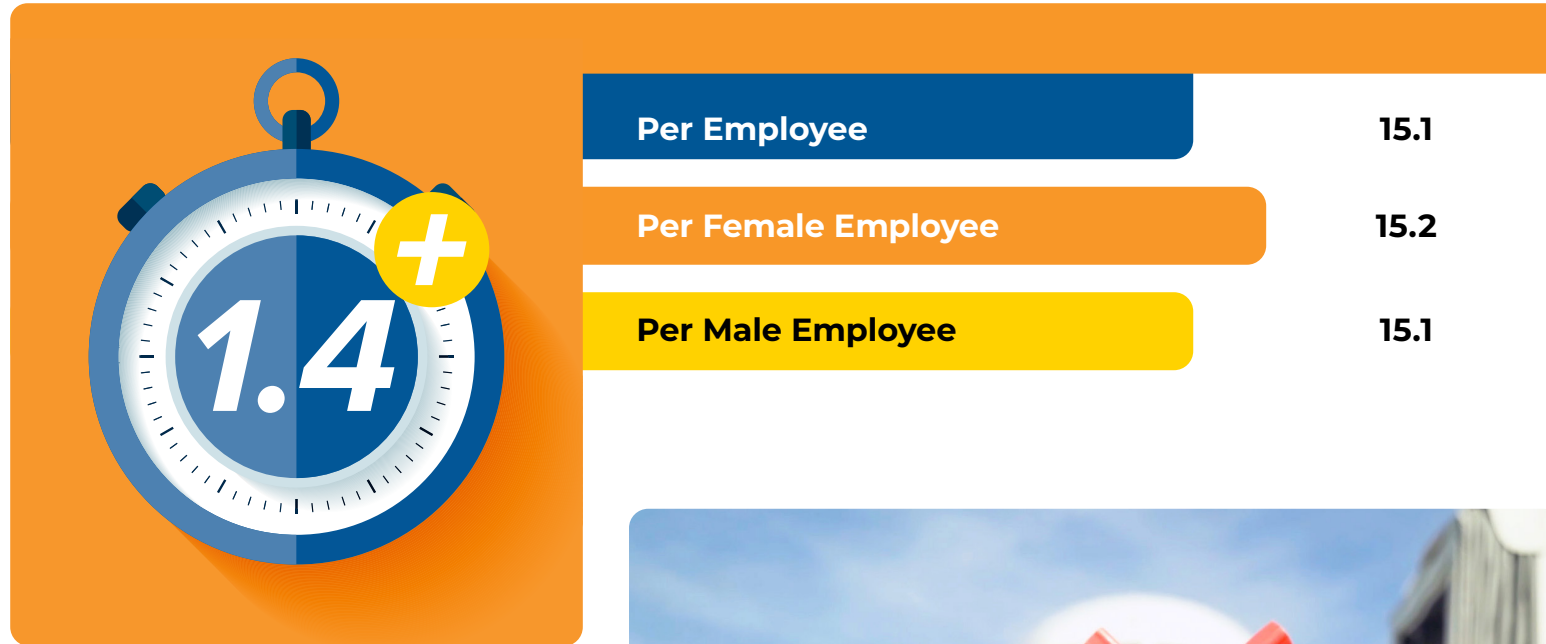 1.4
+
Per Employee 15.1
Per Female Employee 15.2
Per Male Employee 15.1